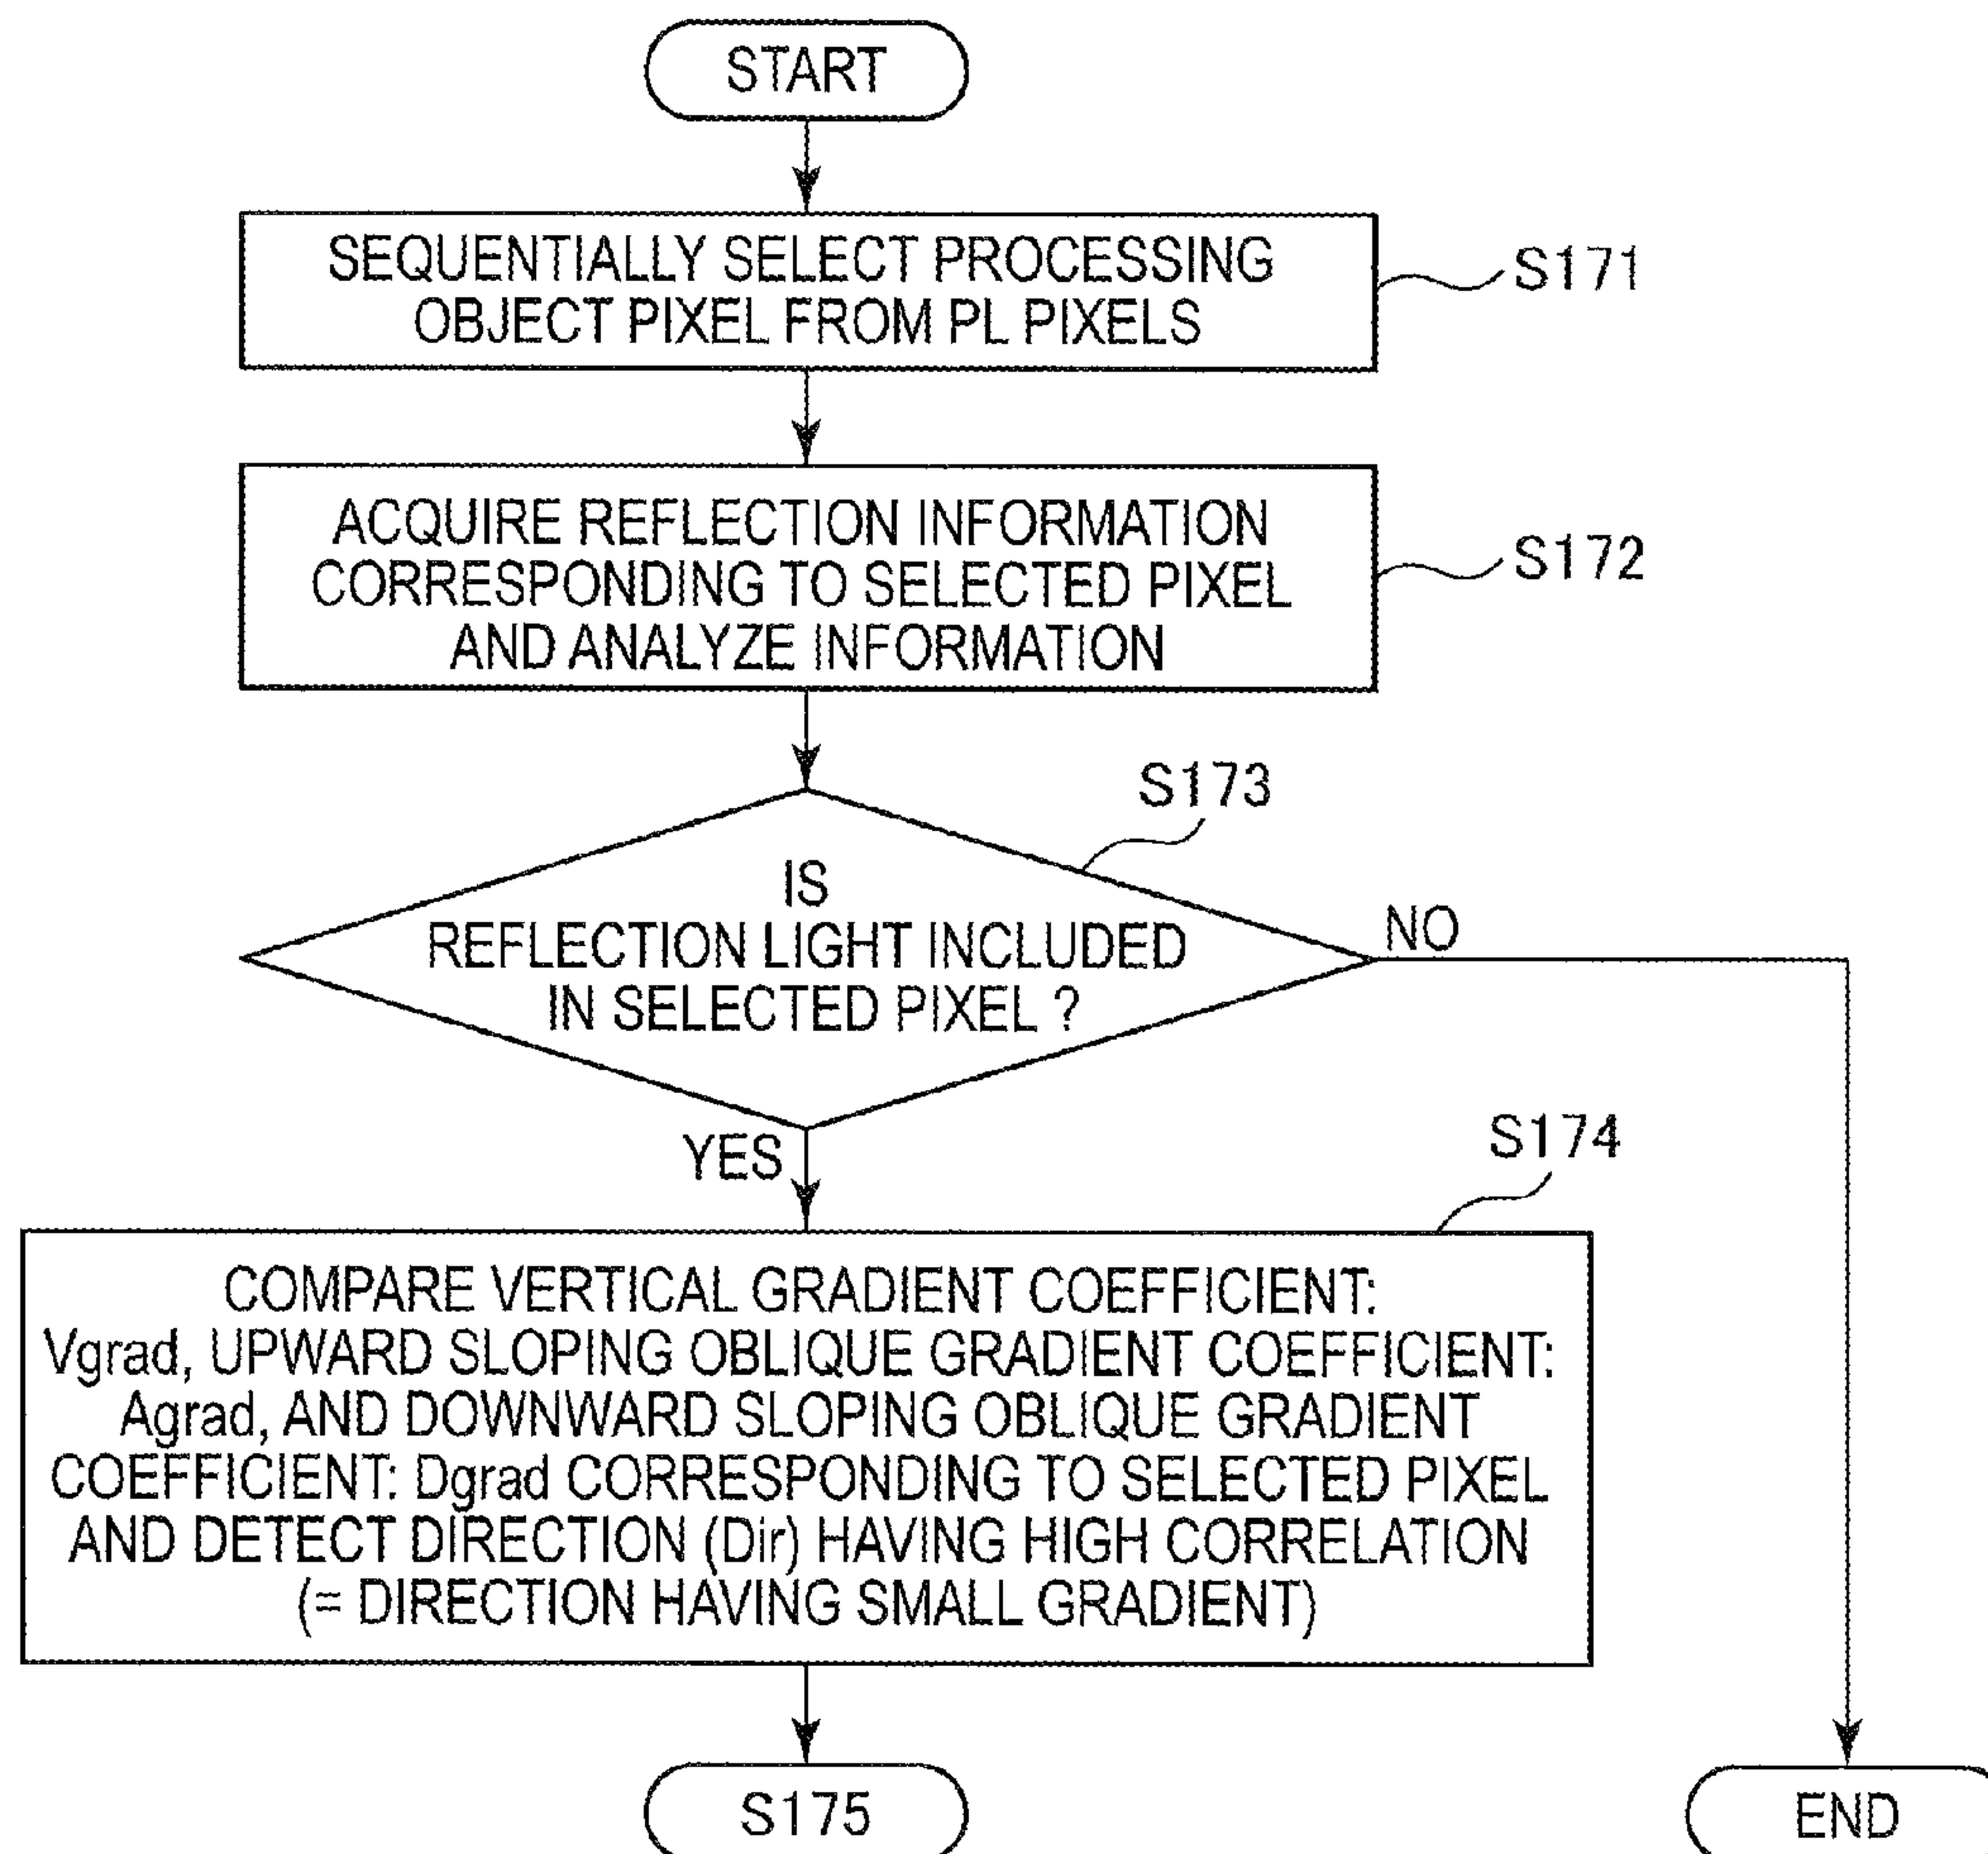 START
SEQUENTIALLY SELECT PROCESSING
OBJECT PIXEL FROM PL PIXELS
S171
ACQUIRE REFLECTION INFORMATION
CORRESPONDING TO SELECTED PIXEL
AND ANALYZE INFORMATION
S172
S173
IS
REFLECTION LIGHT INCLUDED
IN SELECTED PIXEL ?
NO
YES
S174
COMPARE VERTICAL GRADIENT COEFFICIENT:
Vgrad, UPWARD SLOPING OBLIQUE GRADIENT COEFFICIENT:
Agrad, AND DOWNWARD SLOPING OBLIQUE GRADIENT
COEFFICIENT: Dgrad CORRESPONDING TO SELECTED PIXEL
AND DETECT DIRECTION (Dir) HAVING HIGH CORRELATION
(= DIRECTION HAVING SMALL GRADIENT)
S175
END